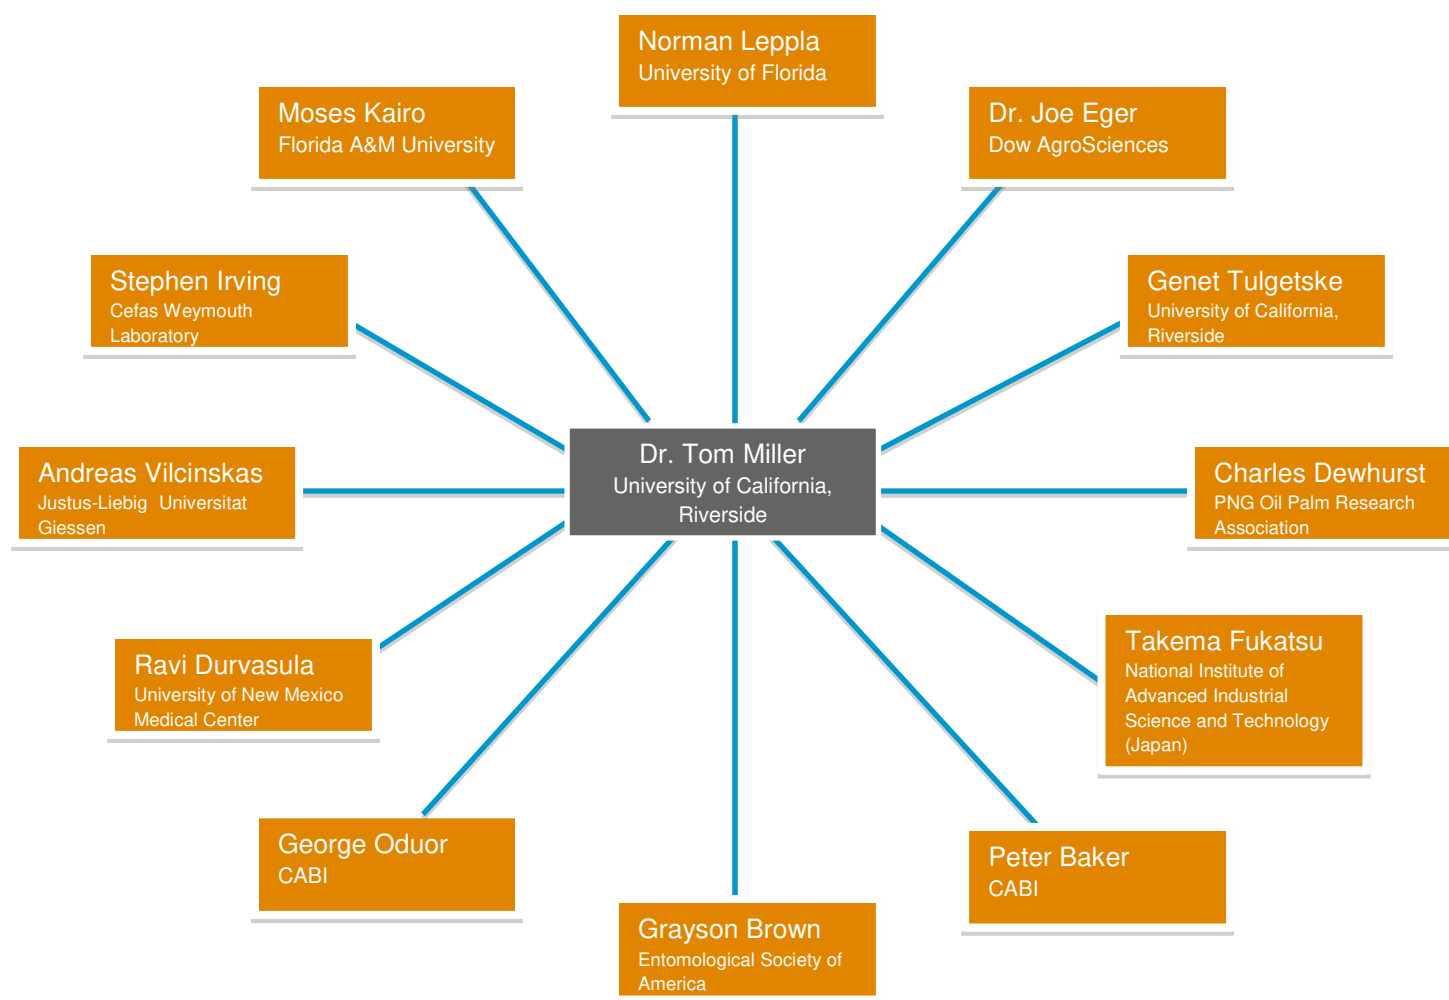 Norman Leppla
University of Florida
Moses Kairo
Florida A&M University
Dr. Joe Eger
Dow AgroSciences
Stephen Irving
Cefas Weymouth
Laboratory
Genet Tulgetske
University of California,
Riverside
Dr. Tom Miller
University of California,
Riverside
Andreas Vilcinskas
Justus-Liebig Universitat
Giessen
Charles Dewhurst
PNG Oil Palm Research
Association
Ravi Durvasula
University of New Mexico
Medical Center
Takema Fukatsu
National Institute of
Advanced Industrial
Science and Technology
(Japan)
George Oduor
CABI
Peter Baker
CABI
Grayson Brown
Entomological Society of
America